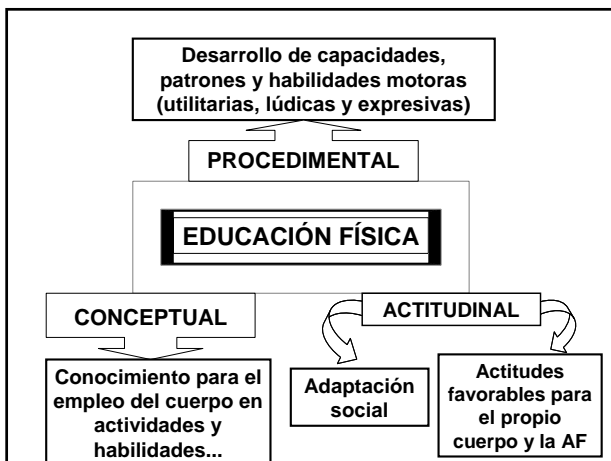 Desarrollo de capacidades,
patrones y habilidades motoras
(utilitarias, lúdicas y expresivas)
PROCEDIMENTAL
EDUCACIÓN FÍSICA
CONCEPTUAL
Conocimiento para el
empleo del cuerpo en
actividades y
habilidades...
ACTITUDINAL
Adaptación
social
Actitudes
favorables para
el propio
cuerpo y la AF